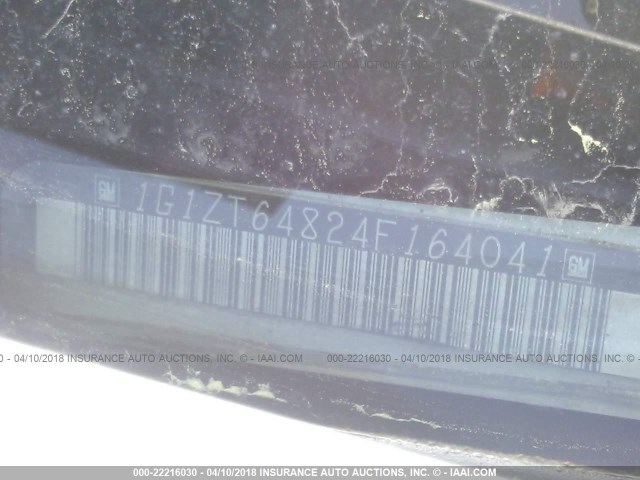 GM 1G1ZT64824F164041 GM
0 - 04/10/2018 INSURANCE AUTO AUCTIONS, INC. - IAAI.COM 000-22216030 - 04/10/2018 INSURANCE AUTO AUCTIONS, INC. - IA
000-22216030 - 04/10/2018 INSURANCE AUTO AUCTIONS, INC. - IAAI.COM